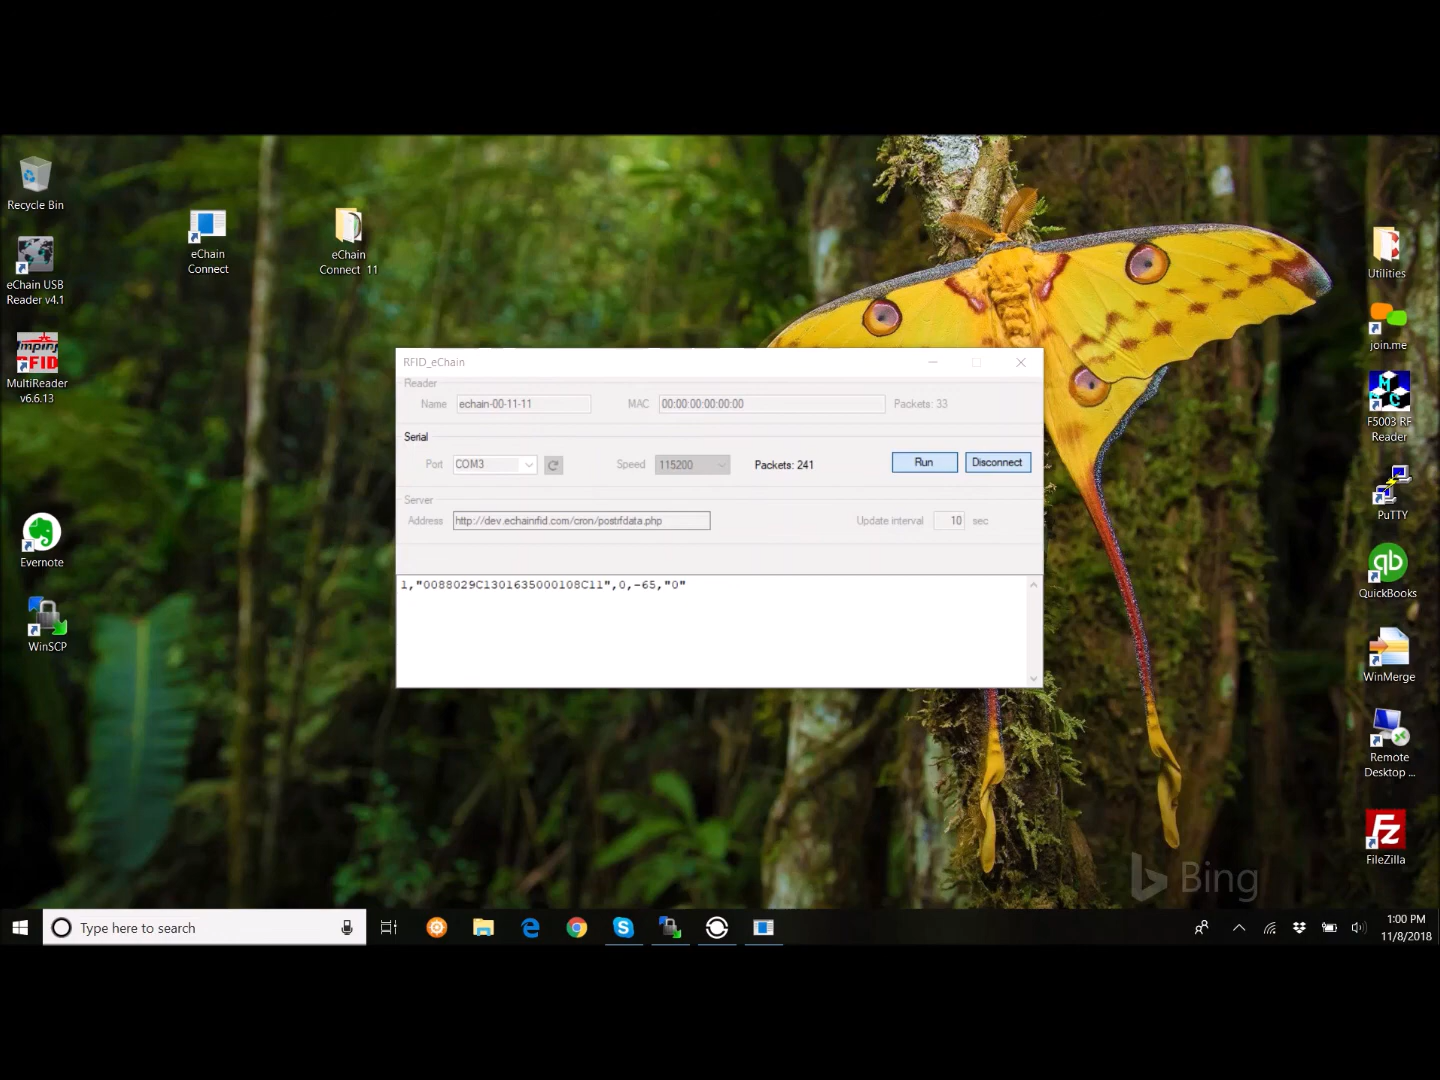 Recycle Bin
eChain USB
Reader v4.1
Impinj
RFID
MultiReader
v6.6.13
Evernote
WinSCP
eChain
Connect
eChain
Connect 11
RFID_eChain
Reader
Name echain-00-11-11 MAC 00:00:00:00:00:00 Packets: 33
Serial
Port COM3 Speed 115200 Packets: 241 Run Disconnect
Server
Address http://dev.echainrfid.com/cron/postrfdata.php Update interval 10 sec
1,"0088029C1301635000108C11",0,-65,"0"
Utilities
join.me
M
C
F5003 RF
Reader
PuTTY
qb
QuickBooks
WinMerge
Remote
Desktop ...
Fz
FileZilla
Bing
Type here to search
1:00 PM
11/8/2018